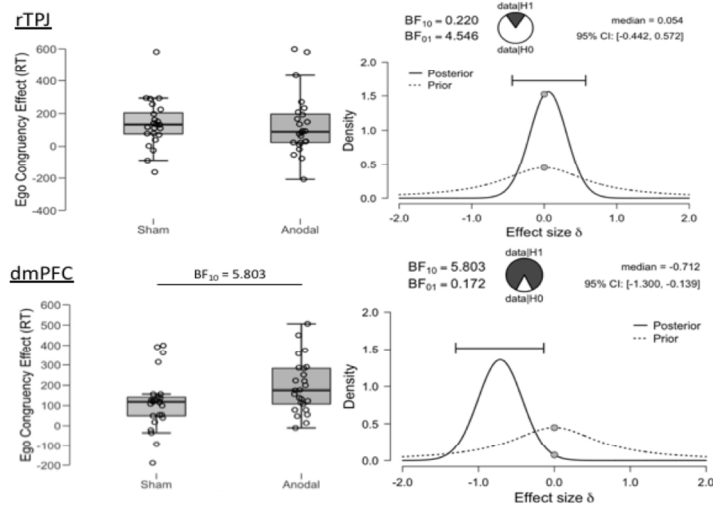 rTPJ
Ego Congruency Effect (RT)
600
400
200
0
-200
-400
Sham
Anodal
BF₁₀ = 0.220
BF₀₁ = 4.546
data|H1
data|H0
median = 0.054
95% CI: [-0.442, 0.572]
Posterior
Prior
Density
2.0
1.5
1.0
0.5
0.0
-2.0
-1.0
0.0
1.0
2.0
Effect size δ
dmPFC
BF₁₀ = 5.803
Ego Congruency Effect (RT)
600
500
400
300
200
100
0
-100
-200
Sham
Anodal
BF₁₀ = 5.803
BF₀₁ = 0.172
data|H1
data|H0
median = -0.712
95% CI: [-1.300, -0.139]
Posterior
Prior
Density
2.0
1.5
1.0
0.5
0.0
-2.0
-1.0
0.0
1.0
2.0
Effect size δ